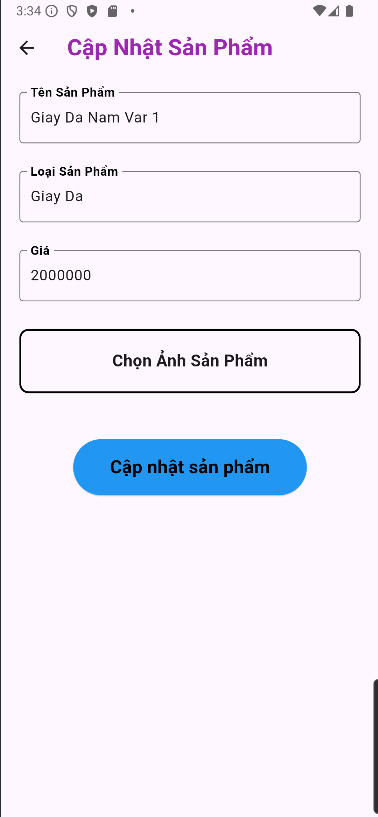 3:34
Cập Nhật Sản Phẩm
Tên Sản Phẩm
Giay Da Nam Var 1
Loại Sản Phẩm
Giay Da
Giá
2000000
Chọn Ảnh Sản Phẩm
Cập nhật sản phẩm